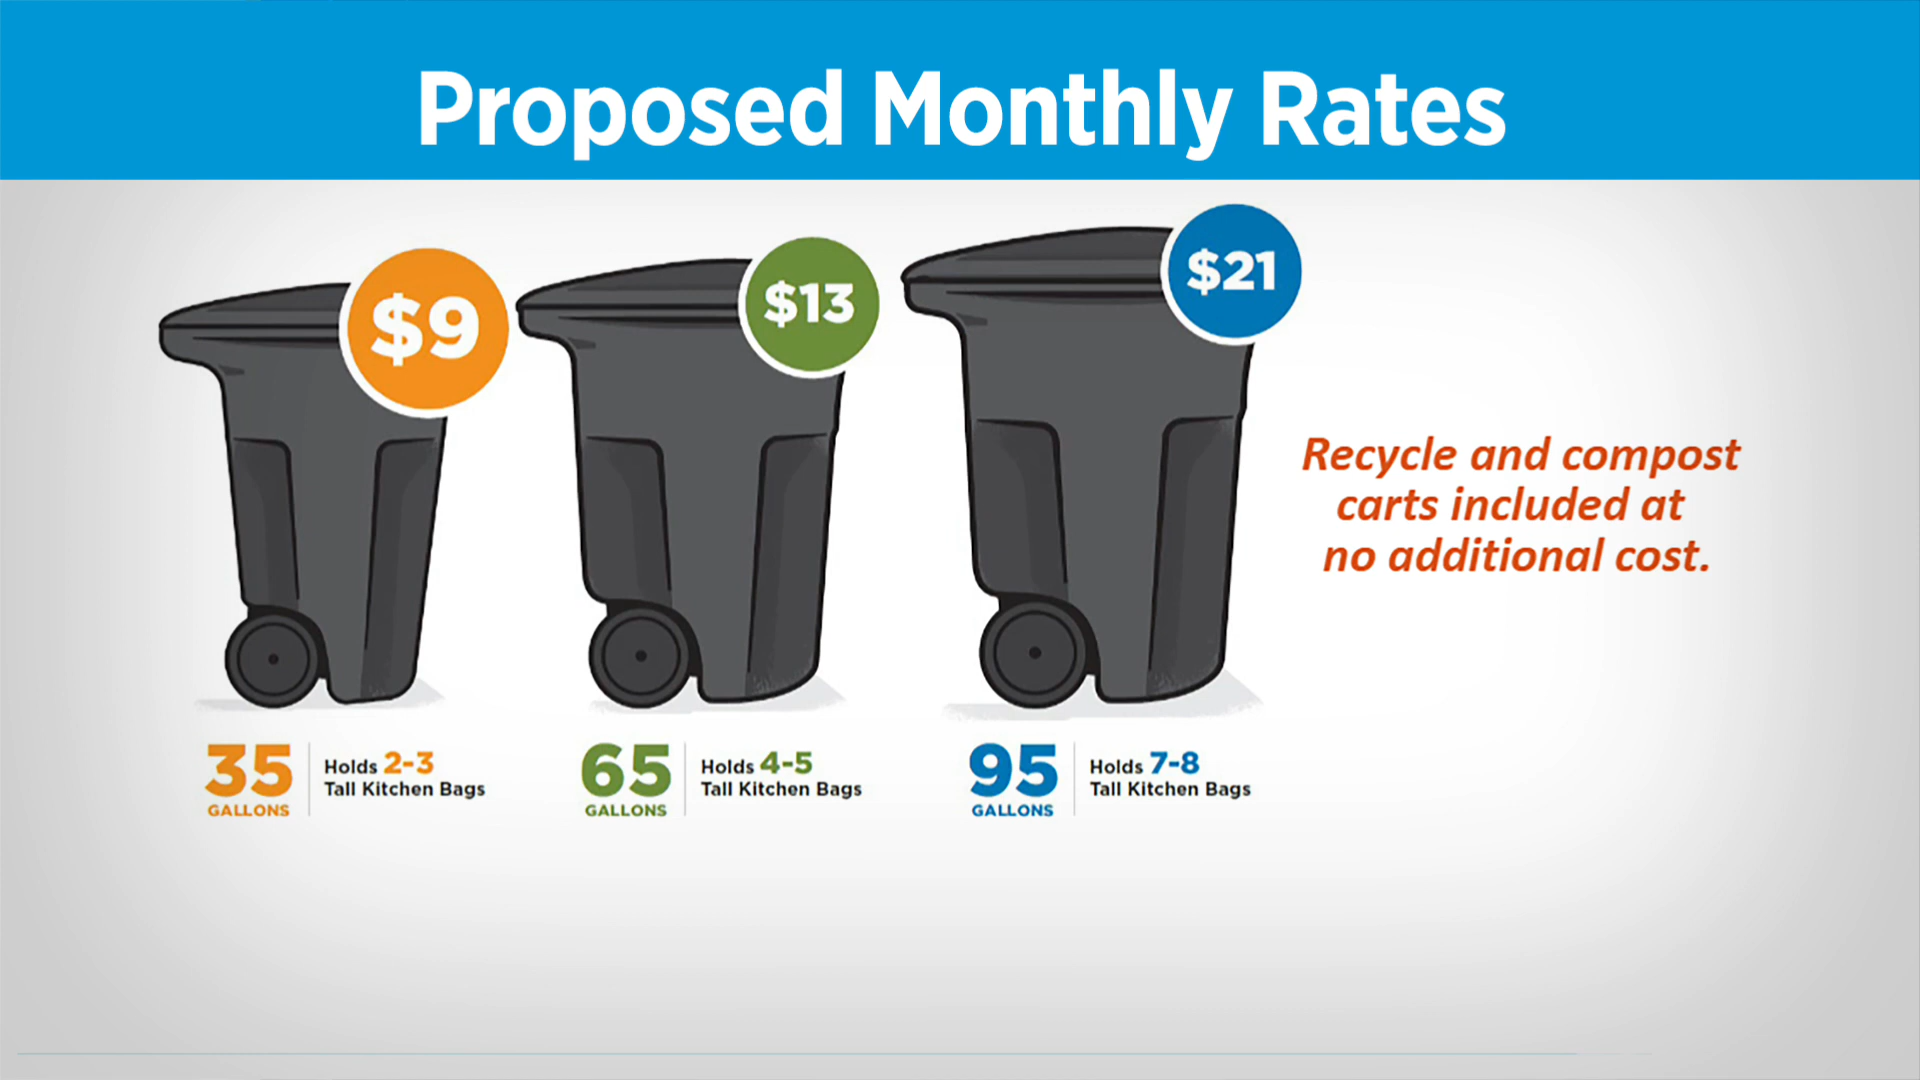 Proposed Monthly Rates
$9
$13
$21
Recycle and compost
carts included at
no additional cost.
35
GALLONS
Holds 2-3
Tall Kitchen Bags
65
GALLONS
Holds 4-5
Tall Kitchen Bags
95
GALLONS
Holds 7-8
Tall Kitchen Bags